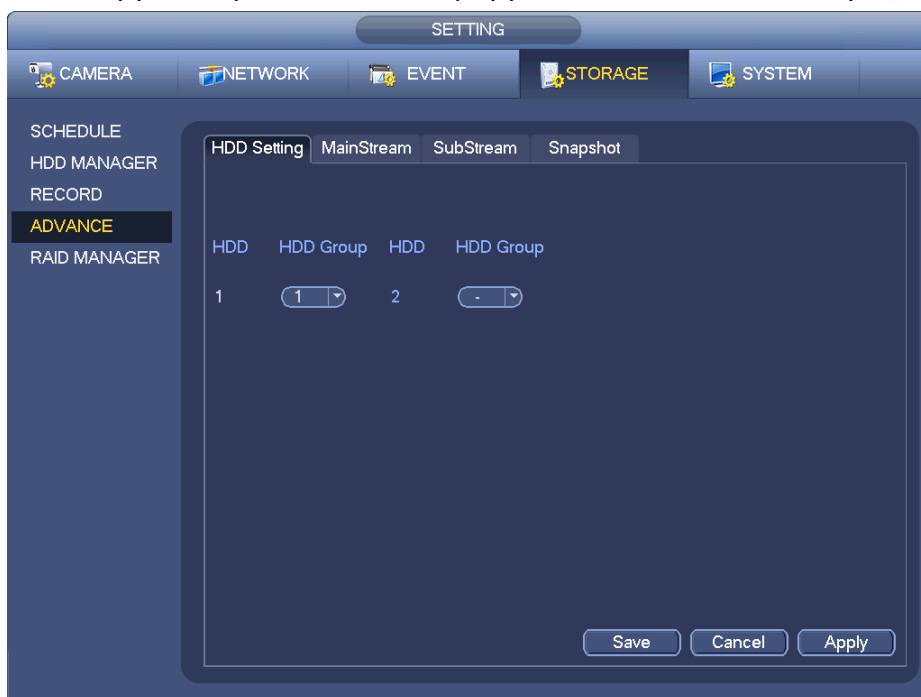 SETTING
CAMERA NETWORK EVENT STORAGE SYSTEM
SCHEDULE
HDD MANAGER
RECORD
ADVANCE
RAID MANAGER
HDD Setting MainStream SubStream Snapshot
HDD HDD Group HDD HDD Group
1 1 2 -
Save Cancel Apply